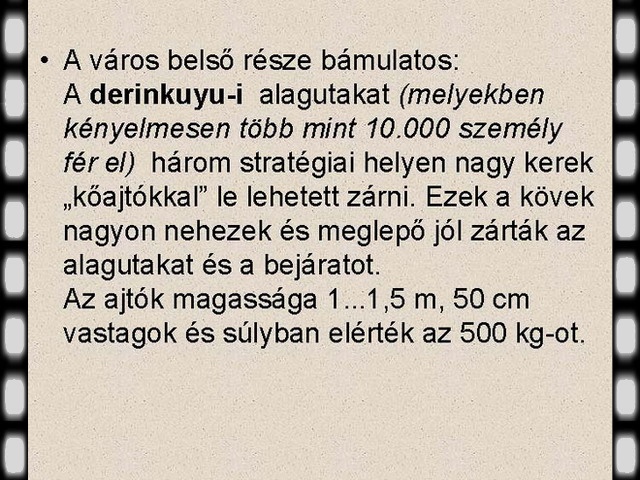 • A város belső része bámulatos:
A derinkuyu-i alagutakat (melyekben
kényelmesen több mint 10.000 személy
fér el) három stratégiai helyen nagy kerek
„kőajtókkal” le lehetett zárni. Ezek a kövek
nagyon nehezek és meglepő jól zárták az
alagutakat és a bejáratot.
Az ajtók magassága 1...1,5 m, 50 cm
vastagok és súlyban elérték az 500 kg-ot.